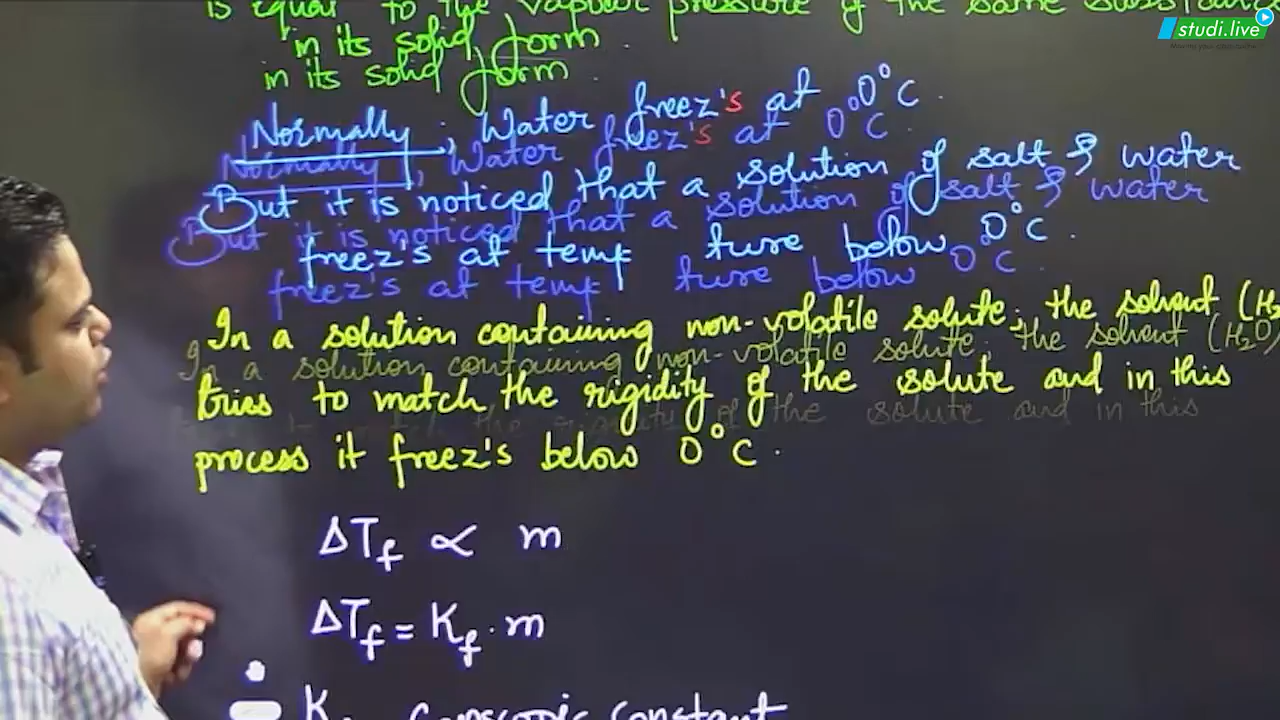 is equal to the vapour pressure of the same
in its solid form.
Normally, Water freez's at 0°C.
But it is noticed that a solution of salt & water
freez's at temp ture below 0°C.
In a solution containing non-volatile solute, the solvent (H₂O)
tries to match the rigidity of the solute and in this
process it freez's below 0°C.
ΔTf ∝ m
ΔTf = Kf . m
constant
studi.live